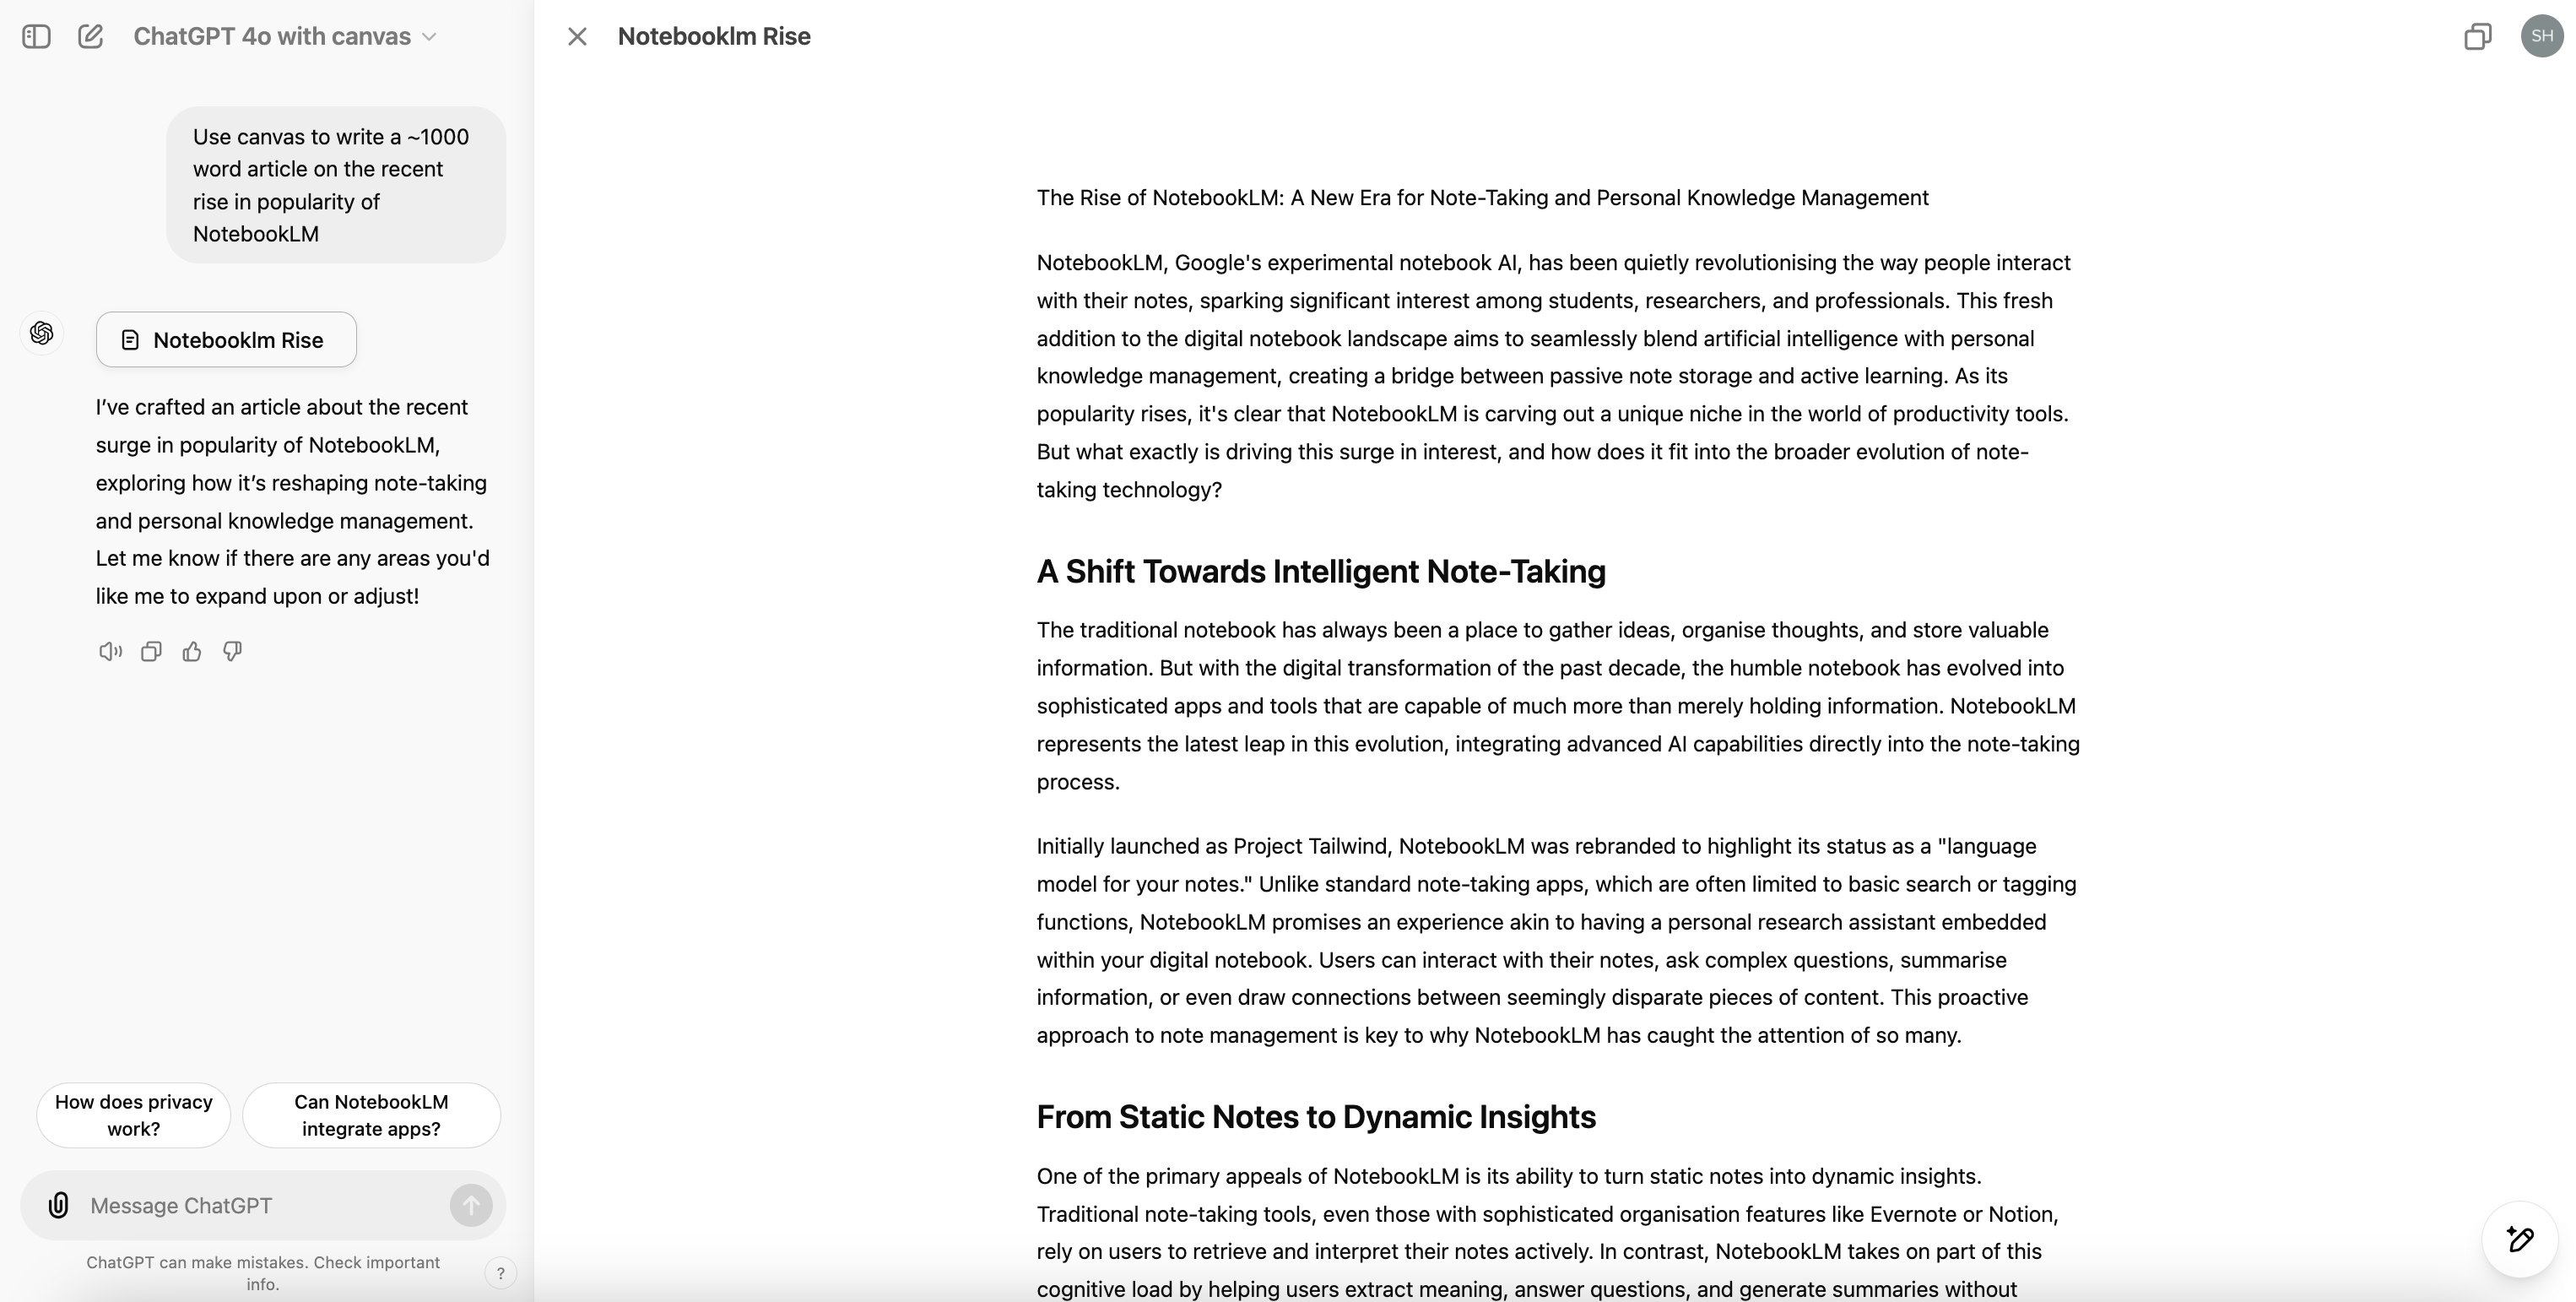 ChatGPT 4o with canvas
Use canvas to write a ~1000
word article on the recent
rise in popularity of
NotebookLM
Notebooklm Rise
I’ve crafted an article about the recent
surge in popularity of NotebookLM,
exploring how it’s reshaping note-taking
and personal knowledge management.
Let me know if there are any areas you'd
like me to expand upon or adjust!
How does privacy
work?
Can NotebookLM
integrate apps?
Message ChatGPT
ChatGPT can make mistakes. Check important
info.
?
Notebooklm Rise
SH
The Rise of NotebookLM: A New Era for Note-Taking and Personal Knowledge Management
NotebookLM, Google's experimental notebook AI, has been quietly revolutionising the way people interact
with their notes, sparking significant interest among students, researchers, and professionals. This fresh
addition to the digital notebook landscape aims to seamlessly blend artificial intelligence with personal
knowledge management, creating a bridge between passive note storage and active learning. As its
popularity rises, it's clear that NotebookLM is carving out a unique niche in the world of productivity tools.
But what exactly is driving this surge in interest, and how does it fit into the broader evolution of note-
taking technology?
A Shift Towards Intelligent Note-Taking
The traditional notebook has always been a place to gather ideas, organise thoughts, and store valuable
information. But with the digital transformation of the past decade, the humble notebook has evolved into
sophisticated apps and tools that are capable of much more than merely holding information. NotebookLM
represents the latest leap in this evolution, integrating advanced AI capabilities directly into the note-taking
process.
Initially launched as Project Tailwind, NotebookLM was rebranded to highlight its status as a "language
model for your notes." Unlike standard note-taking apps, which are often limited to basic search or tagging
functions, NotebookLM promises an experience akin to having a personal research assistant embedded
within your digital notebook. Users can interact with their notes, ask complex questions, summarise
information, or even draw connections between seemingly disparate pieces of content. This proactive
approach to note management is key to why NotebookLM has caught the attention of so many.
From Static Notes to Dynamic Insights
One of the primary appeals of NotebookLM is its ability to turn static notes into dynamic insights.
Traditional note-taking tools, even those with sophisticated organisation features like Evernote or Notion,
rely on users to retrieve and interpret their notes actively. In contrast, NotebookLM takes on part of this
cognitive load by helping users extract meaning, answer questions, and generate summaries without